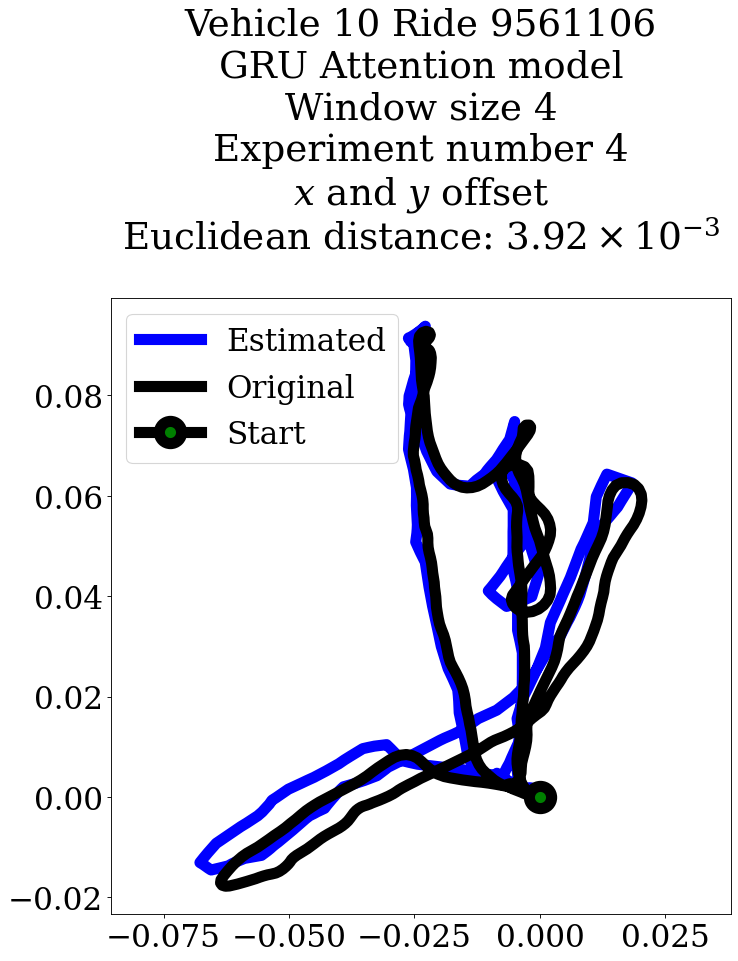 Vehicle 10 Ride 9561106
GRU Attention model
Window size 4
Experiment number 4
x and y offset
Euclidean distance: 3.92 × 10⁻³
Estimated
Original
Start
0.08
0.06
0.04
0.02
0.00
−0.02
−0.075 −0.050 −0.025 0.000 0.025